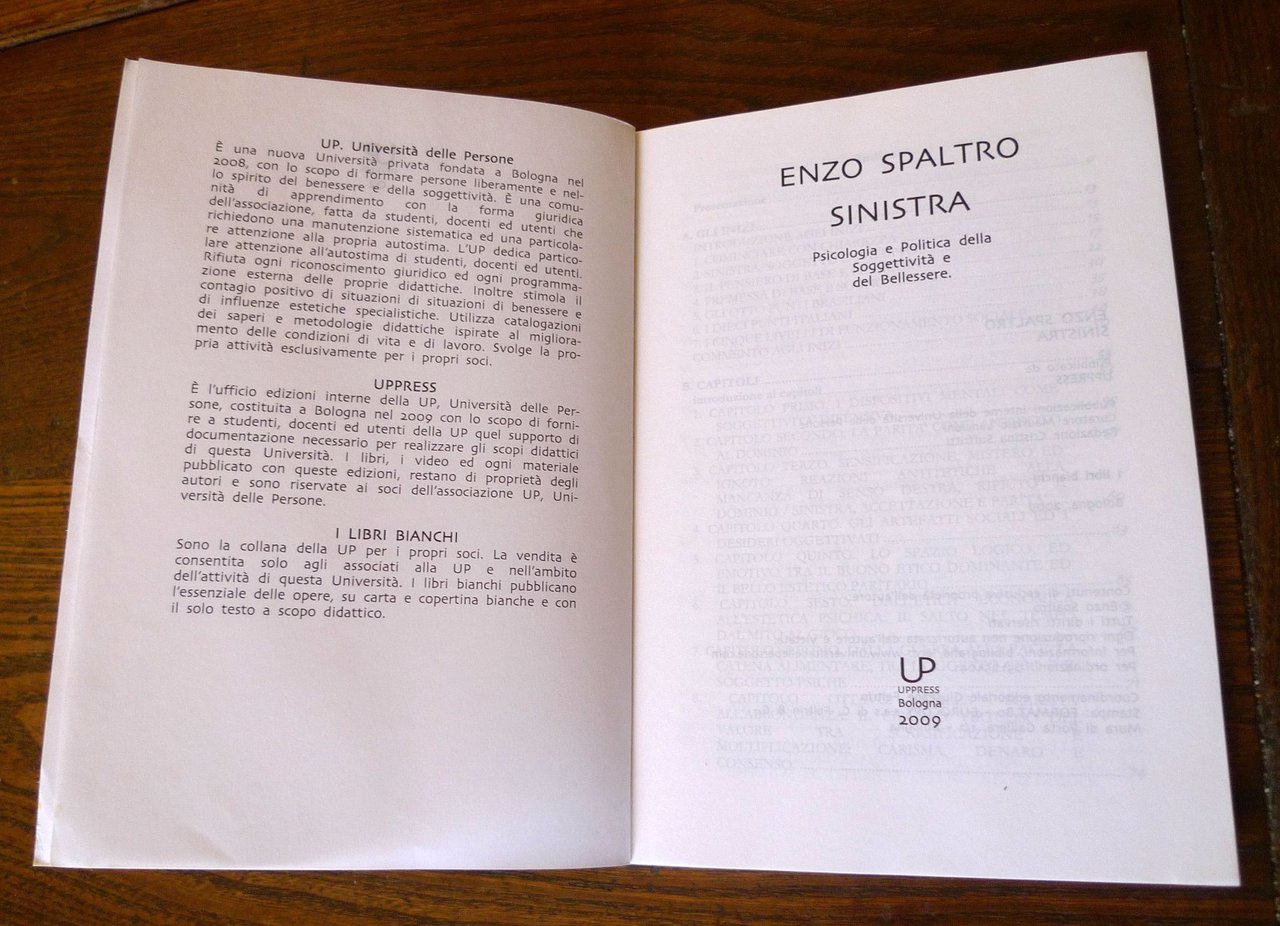 UP. Università delle Persone
È una nuova Università privata fondata a Bologna nel
2008, con lo scopo di formare persone liberamente e nel-
lo spirito del benessere e della soggettività. È una comu-
nità di apprendimento con la forma giuridica
dell'associazione, fatta da studenti, docenti ed utenti che
richiedono una manutenzione sistematica ed una particola-
re attenzione alla propria autostima. L'UP dedica partico-
lare attenzione all'autostima di studenti, docenti ed utenti.
Rifiuta ogni riconoscimento giuridico ed ogni programma-
zione esterna delle proprie didattiche. Inoltre stimola il
contagio positivo di situazioni di situazioni di benessere e
di influenze estetiche specialistiche. Utilizza catalogazioni
dei saperi e metodologie didattiche ispirate al migliora-
mento delle condizioni di vita e di lavoro. Svolge la pro-
pria attività esclusivamente per i propri soci.
UPPRESS
È l'ufficio edizioni interne della UP, Università delle Per-
sone, costituita a Bologna nel 2009 con lo scopo di forni-
re a studenti, docenti ed utenti della UP quel supporto di
documentazione necessario per realizzare gli scopi didattici
di questa Università. I libri, i video ed ogni materiale
pubblicato con queste edizioni, restano di proprietà degli
autori e sono riservate ai soci dell'associazione UP, Uni-
versità delle Persone.
I LIBRI BIANCHI
Sono la collana della UP per i propri soci. La vendita è
consentita solo agli associati alla UP e nell'ambito
dell'attività di questa Università. I libri bianchi pubblicano
l'essenziale delle opere, su carta e copertina bianche e con
il solo testo a scopo didattico.
ENZO SPALTRO
SINISTRA
Psicologia e Politica della
Soggettività e
del Bellessere.
UP
UPPRESS
Bologna
2009